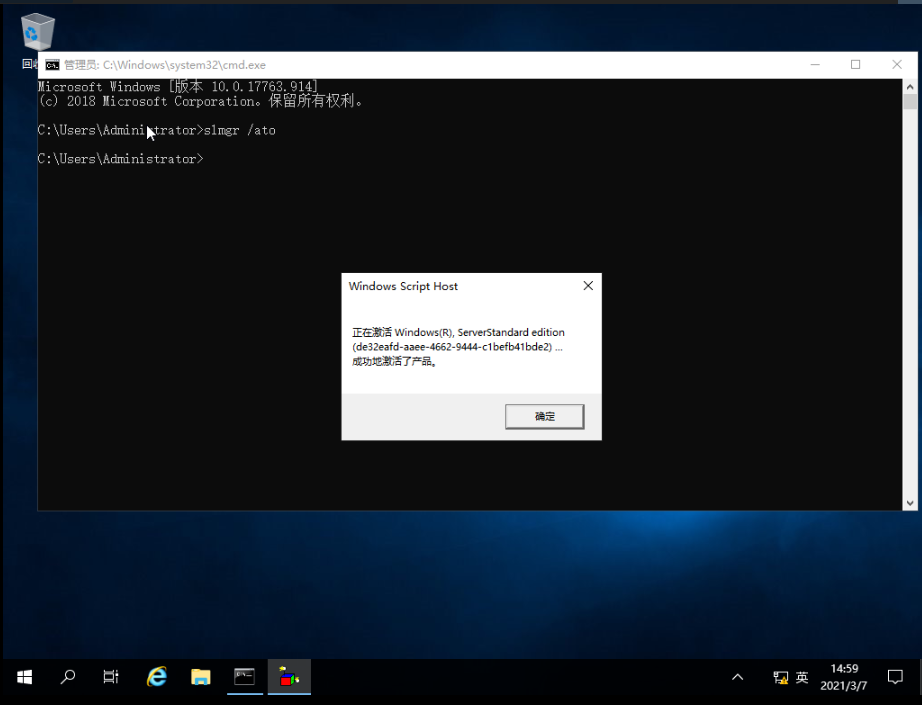 回收
管理员: C:\Windows\system32\cmd.exe
Microsoft Windows [版本 10.0.17763.914]
(c) 2018 Microsoft Corporation。保留所有权利。
C:\Users\Administrator>slmgr /ato
C:\Users\Administrator>
Windows Script Host
正在激活 Windows(R), ServerStandard edition
(de32eafd-aaee-4662-9444-c1befb41bde2) ...
成功地激活了产品。
确定
英
14:59
2021/3/7